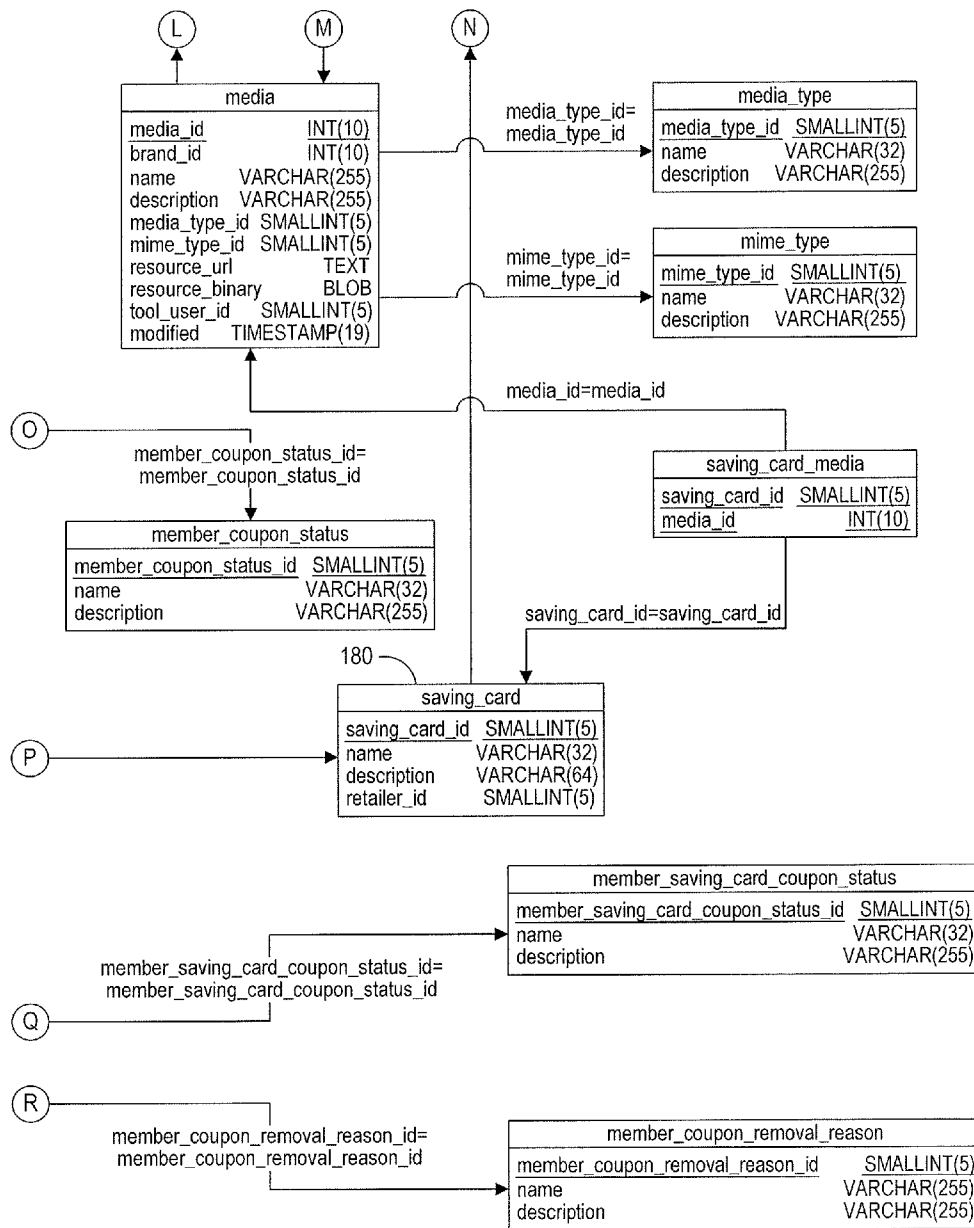 L
M
N
media
media_id INT(10)
brand_id INT(10)
name VARCHAR(255)
description VARCHAR(255)
media_type_id SMALLINT(5)
mime_type_id SMALLINT(5)
resource_url TEXT
resource_binary BLOB
tool_user_id SMALLINT(5)
modified TIMESTAMP(19)
media_type_id=
media_type_id
media_type
media_type_id SMALLINT(5)
name VARCHAR(32)
description VARCHAR(255)
mime_type_id=
mime_type_id
mime_type
mime_type_id SMALLINT(5)
name VARCHAR(32)
description VARCHAR(255)
media_id=media_id
O
member_coupon_status_id=
member_coupon_status_id
saving_card_media
saving_card_id SMALLINT(5)
media_id INT(10)
member_coupon_status
member_coupon_status_id SMALLINT(5)
name VARCHAR(32)
description VARCHAR(255)
saving_card_id=saving_card_id
180
saving_card
saving_card_id SMALLINT(5)
name VARCHAR(32)
description VARCHAR(64)
retailer_id SMALLINT(5)
P
member_saving_card_coupon_status
member_saving_card_coupon_status_id SMALLINT(5)
name VARCHAR(32)
description VARCHAR(255)
member_saving_card_coupon_status_id=
member_saving_card_coupon_status_id
Q
R
member_coupon_removal_reason_id=
member_coupon_removal_reason_id
member_coupon_removal_reason
member_coupon_removal_reason_id SMALLINT(5)
name VARCHAR(255)
description VARCHAR(255)